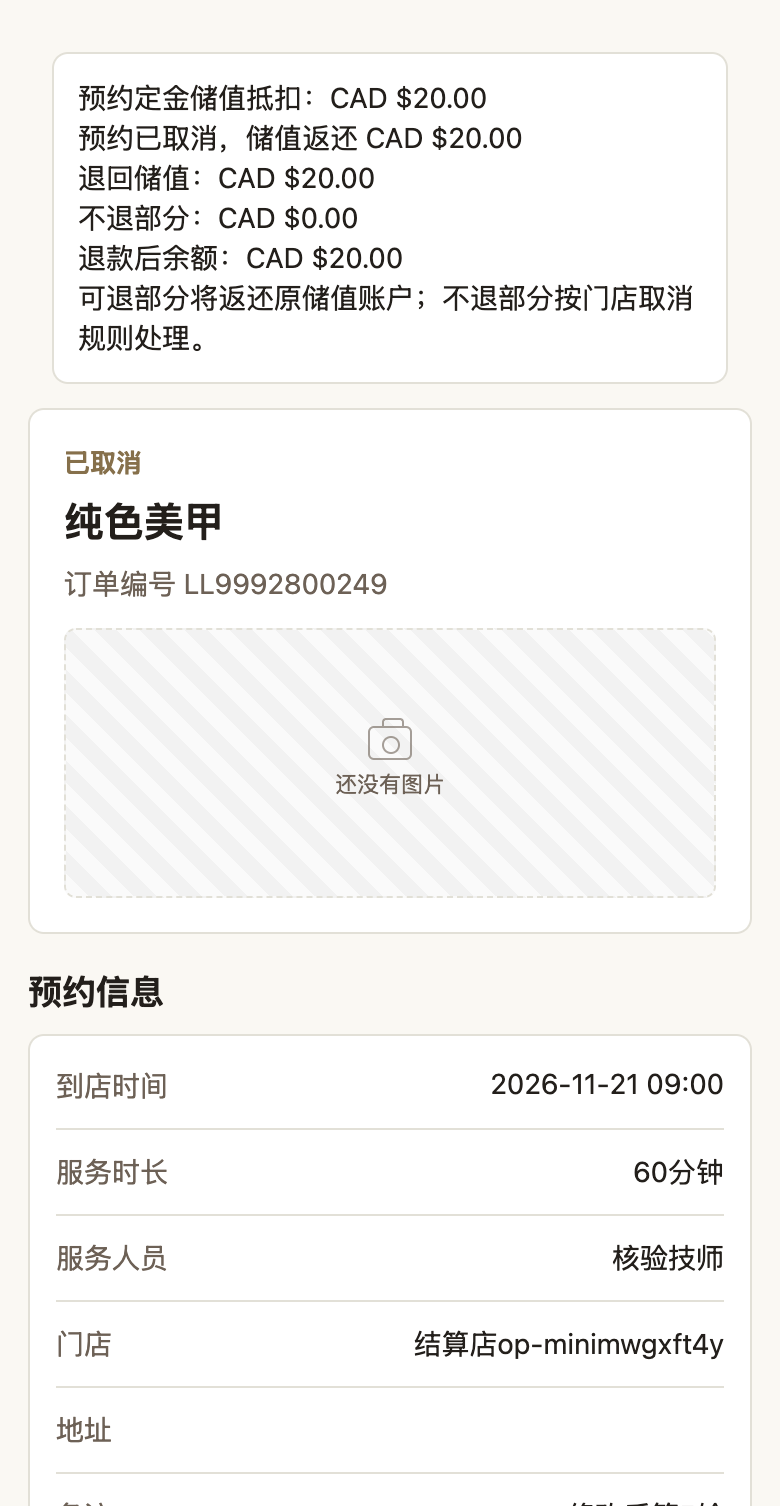 预约定金储值抵扣：CAD $20.00
预约已取消，储值返还 CAD $20.00
退回储值：CAD $20.00
不退部分：CAD $0.00
退款后余额：CAD $20.00
可退部分将返还原储值账户；不退部分按门店取消
规则处理。
已取消
纯色美甲
订单编号 LL9992800249
还没有图片
预约信息
到店时间 2026-11-21 09:00
服务时长 60分钟
服务人员 核验技师
门店 结算店op-minimwgxft4y
地址